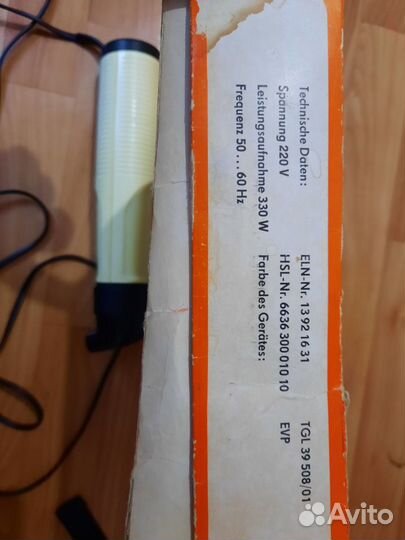 Technische Daten: ELN-Nr. 13 92 16 31 TGL 39 508/01
Spannung 220 V HSL-Nr. 6636 300 010 10 EVP
Leistungsaufnahme 330 W Farbe des Gerätes:
Frequenz 50 ... 60 Hz
Avito